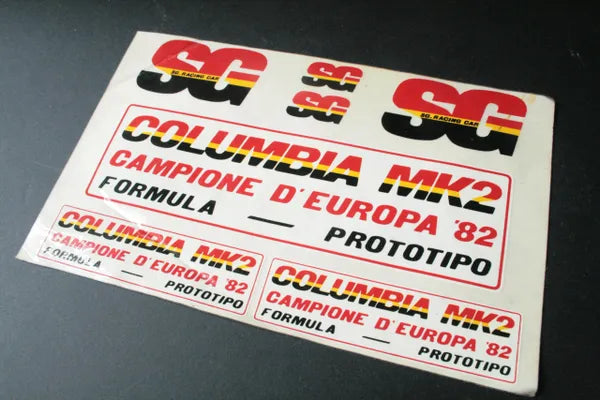 SG
SG. RACING CAR
SG
SG
SG
SG. RACING CAR
COLUMBIA MK2
CAMPIONE D'EUROPA '82
FORMULA — PROTOTIPO
COLUMBIA MK2
CAMPIONE D'EUROPA '82
FORMULA — PROTOTIPO
COLUMBIA MK2
CAMPIONE D'EUROPA '82
FORMULA — PROTOTIPO